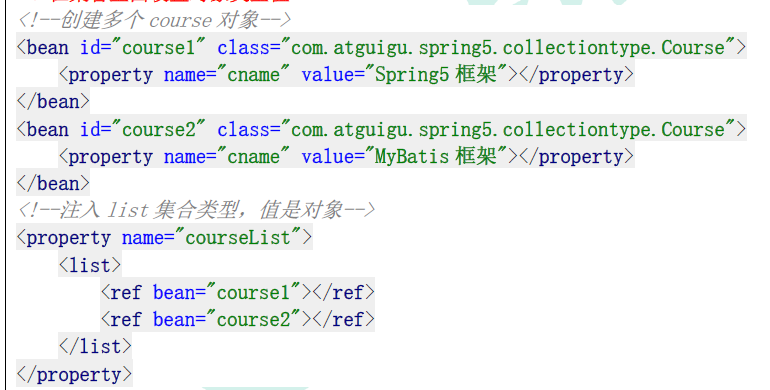 <!--创建多个 course 对象-->
<bean id="course1" class="com.atguigu.spring5.collectiontype.Course">
    <property name="cname" value="Spring5 框架"></property>
</bean>
<bean id="course2" class="com.atguigu.spring5.collectiontype.Course">
    <property name="cname" value="MyBatis 框架"></property>
</bean>
<!--注入 list 集合类型，值是对象-->
<property name="courseList">
    <list>
        <ref bean="course1"></ref>
        <ref bean="course2"></ref>
    </list>
</property>